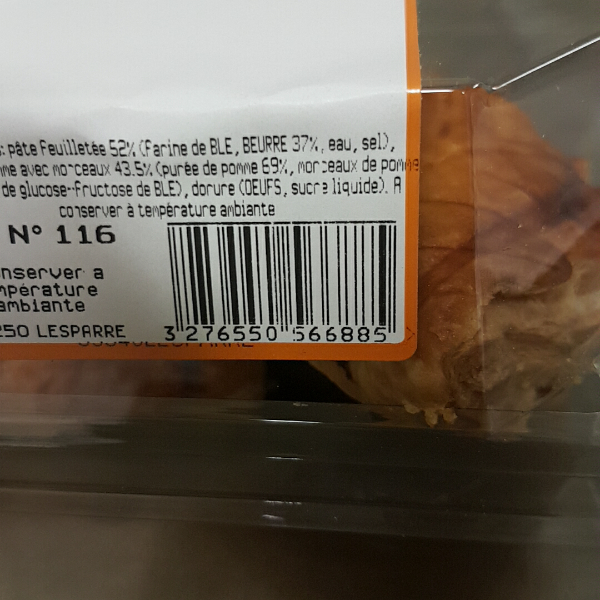 : pâte feuilletée 52% (farine de BLE, BEURRE 37%, eau, sel),
me avec morceaux 43.5% (purée de pomme 69%, morceaux de pomme
de glucose-fructose de BLE), dorure (OEUFS, sucre liquide). A
conserver à température ambiante
N° 116
nserver a
mpérature
ambiante
250 LESPARRE
3 276550 566885